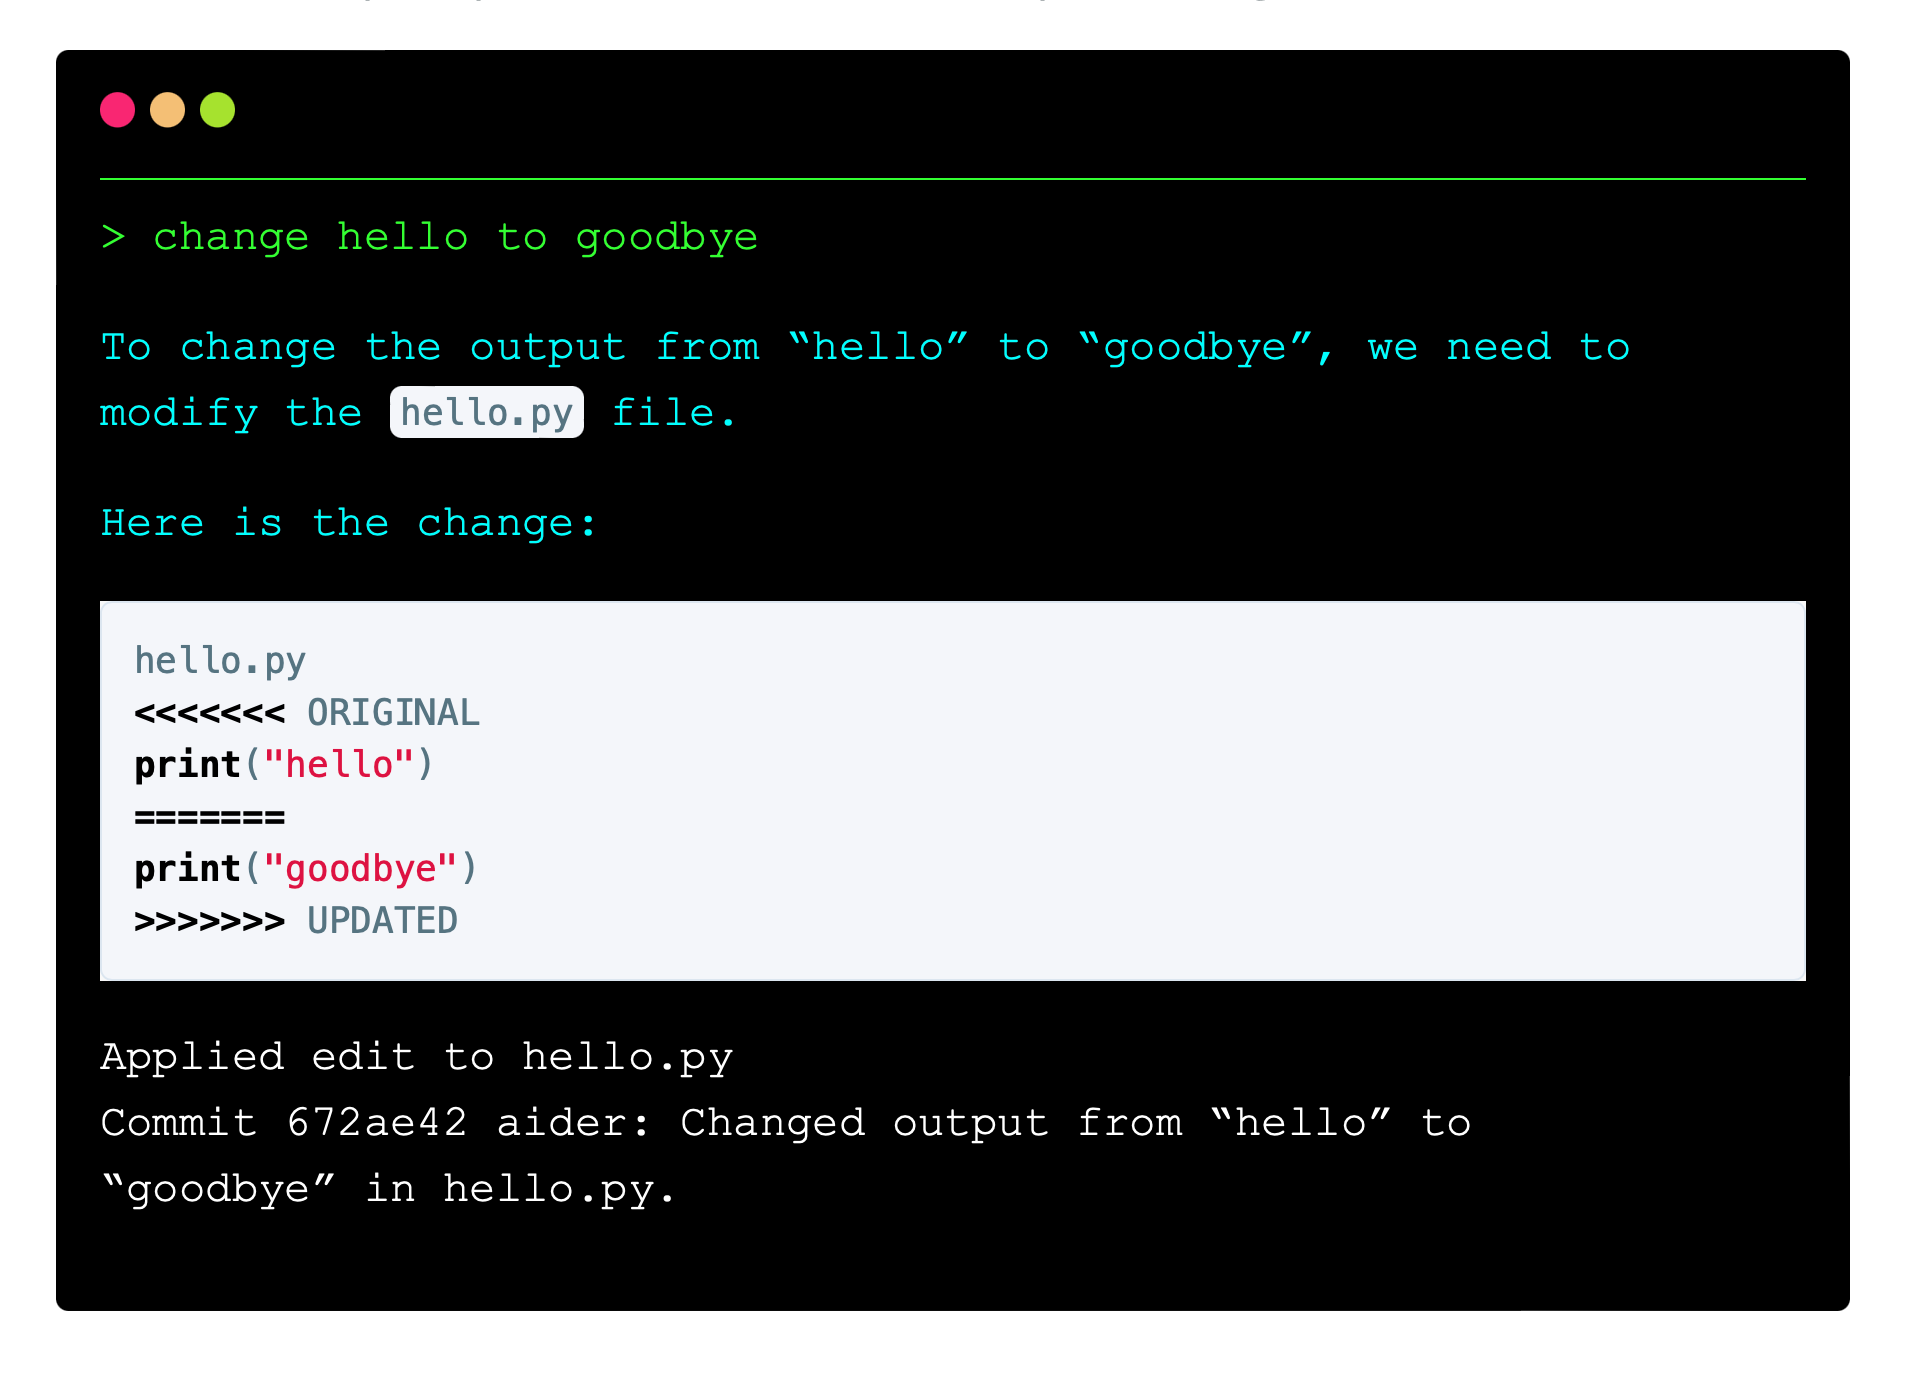 > change hello to goodbye
To change the output from “hello” to “goodbye”, we need to
modify the hello.py file.
Here is the change:
hello.py
<<<<<<< ORIGINAL
print("hello")
=======
print("goodbye")
>>>>>>> UPDATED
Applied edit to hello.py
Commit 672ae42 aider: Changed output from “hello” to
“goodbye” in hello.py.